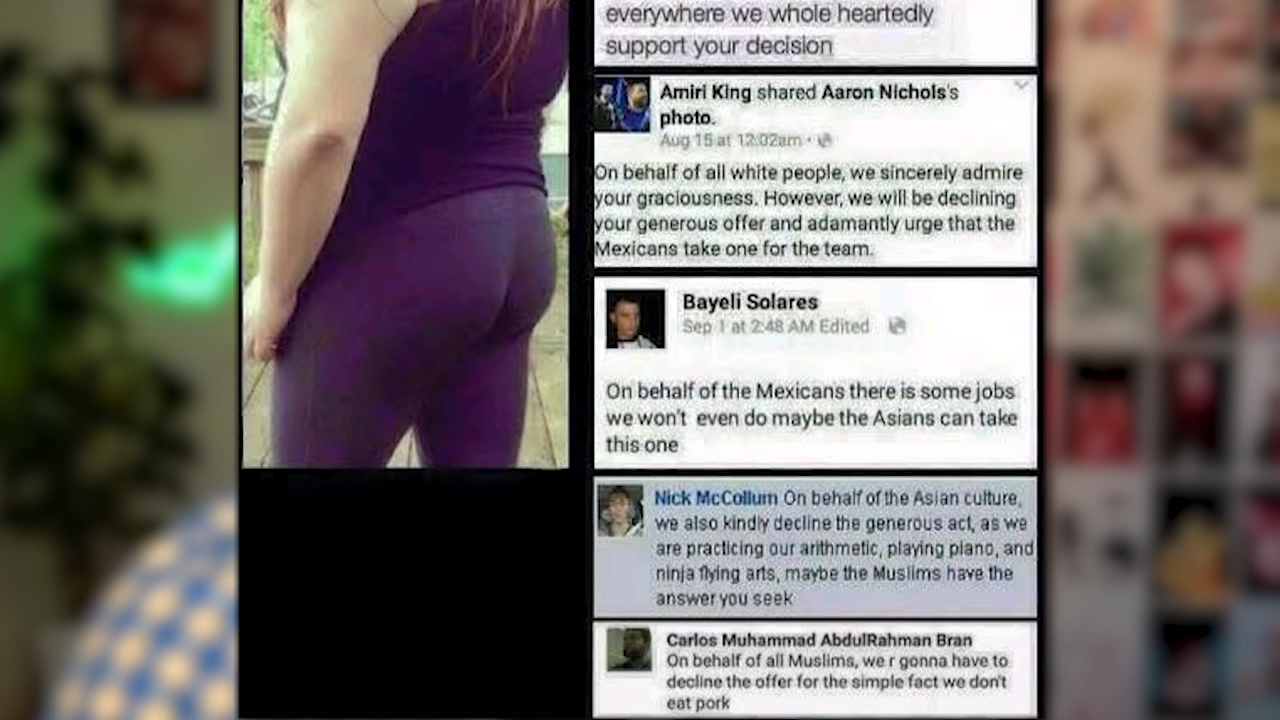 everywhere we whole heartedly
support your decision
Amiri King shared Aaron Nichols's
photo.
Aug 15 at 12:02am •
On behalf of all white people, we sincerely admire
your graciousness. However, we will be declining
your generous offer and adamantly urge that the
Mexicans take one for the team.
Bayeli Solares
Sep 1 at 2:48 AM Edited
On behalf of the Mexicans there is some jobs
we won't even do maybe the Asians can take
this one
Nick McCollum On behalf of the Asian culture,
we also kindly decline the generous act, as we
are practicing our arithmetic, playing piano, and
ninja flying arts, maybe the Muslims have the
answer you seek
Carlos Muhammad AbdulRahman Bran
On behalf of all Muslims, we r gonna have to
decline the offer for the simple fact we don't
eat pork